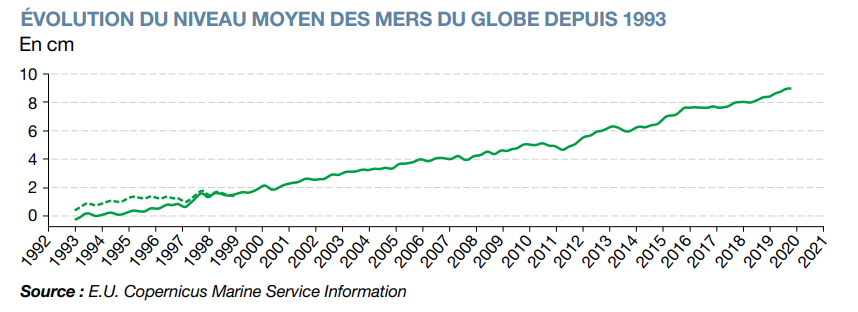 ÉVOLUTION DU NIVEAU MOYEN DES MERS DU GLOBE DEPUIS 1993
En cm
10
8
6
4
2
0
1992 1993 1994 1995 1996 1997 1998 1999 2000 2001 2002 2003 2004 2005 2006 2007 2008 2009 2010 2011 2012 2013 2014 2015 2016 2017 2018 2019 2020 2021
Source : E.U. Copernicus Marine Service Information